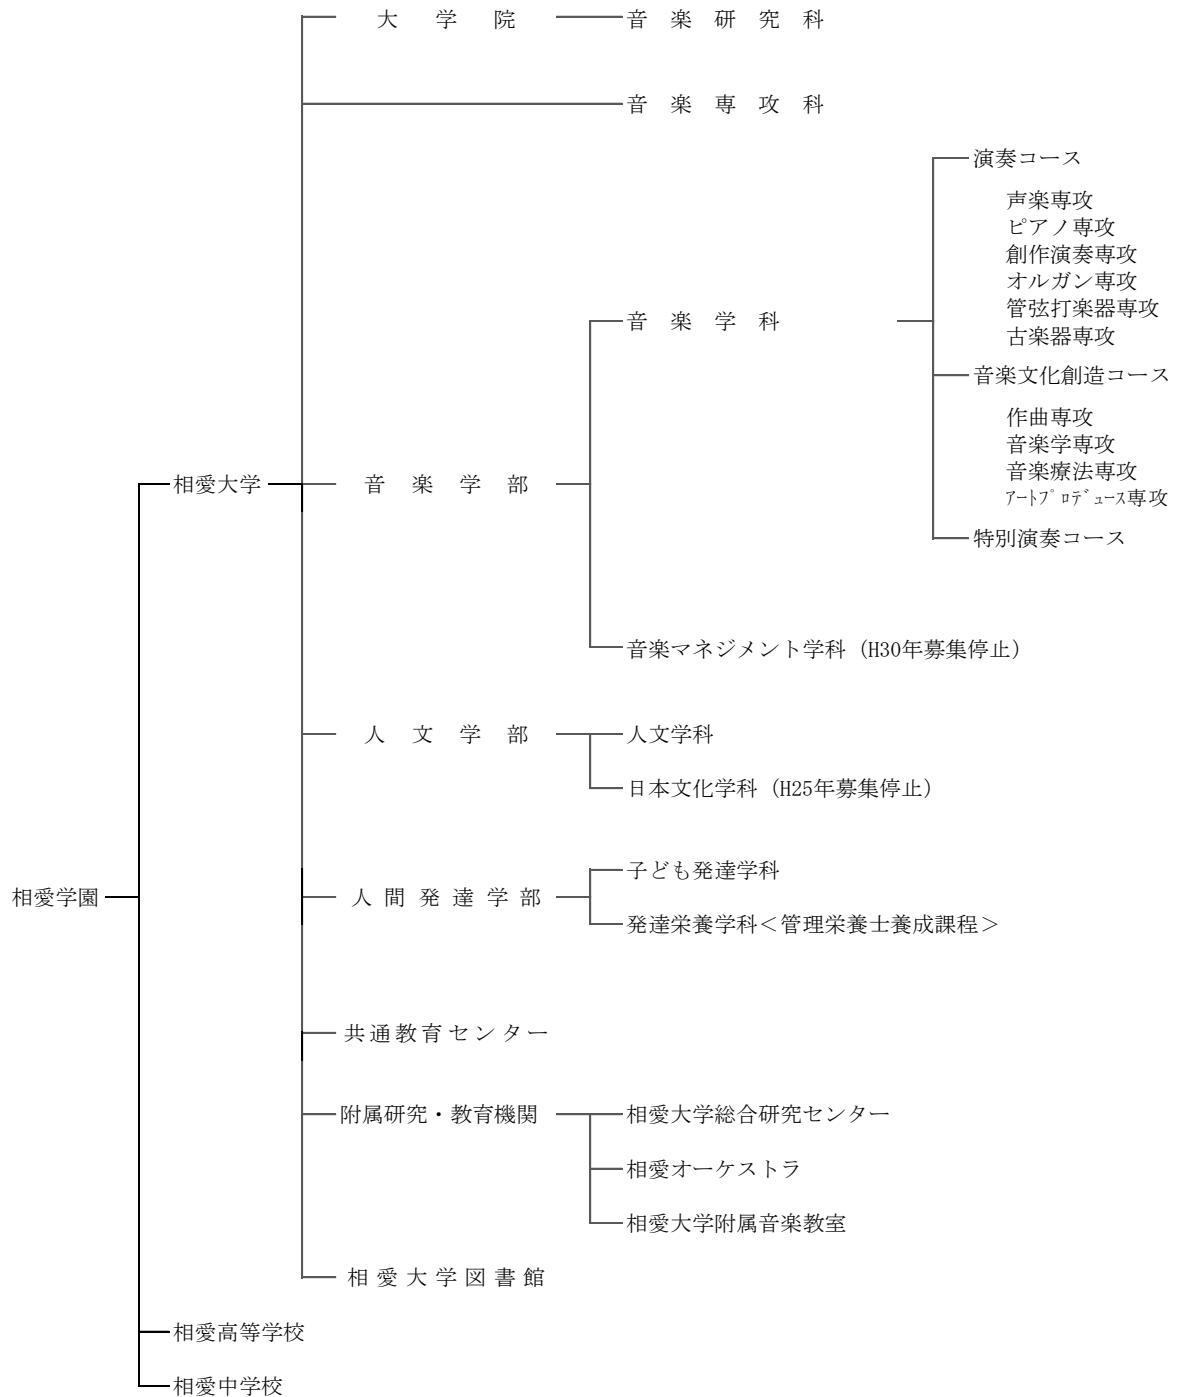 大学院
音楽研究科
音楽専攻科
演奏コース
声楽専攻
ピアノ専攻
創作演奏専攻
オルガン専攻
管弦打楽器専攻
古楽器専攻
音楽学科
音楽文化創造コース
作曲専攻
音楽学専攻
音楽療法専攻
ｱｰﾄﾌﾟﾛﾃﾞｭｰｽ専攻
特別演奏コース
相愛大学
音楽学部
音楽マネジメント学科（H30年募集停止）
人文学部
人文学科
日本文化学科（H25年募集停止）
相愛学園
人間発達学部
子ども発達学科
発達栄養学科＜管理栄養士養成課程＞
共通教育センター
附属研究・教育機関
相愛大学総合研究センター
相愛オーケストラ
相愛大学附属音楽教室
相愛大学図書館
相愛高等学校
相愛中学校